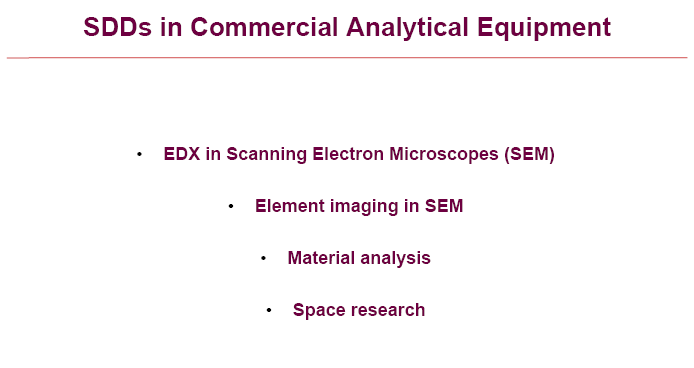 SDDs in Commercial Analytical Equipment
• EDX in Scanning Electron Microscopes (SEM)
• Element imaging in SEM
• Material analysis
• Space research